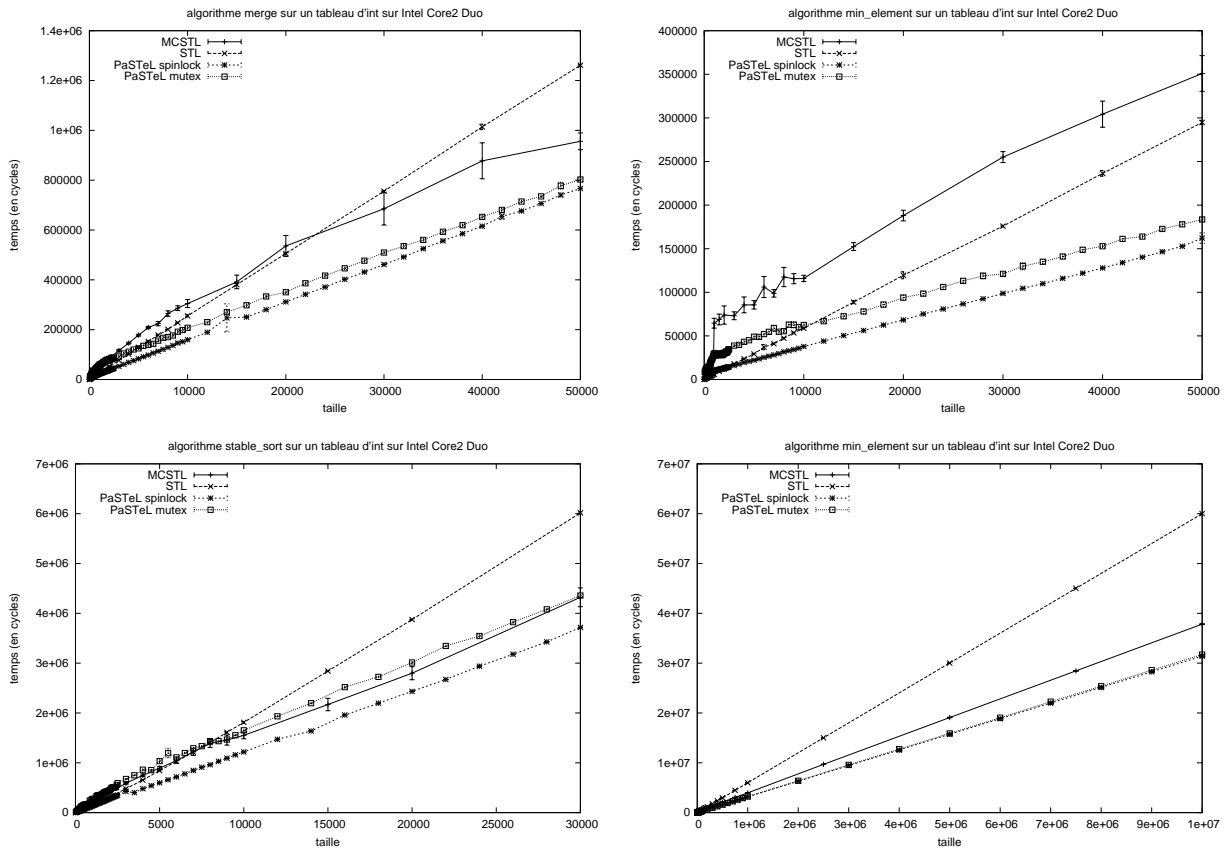 algorithme merge sur un tableau d'int sur Intel Core2 Duo
1.4e+06
1.2e+06
1e+06
800000
600000
400000
200000
0
temps (en cycles)
MCSTL
STL
PaSTeL spinlock
PaSTeL mutex
0 10000 20000 30000 40000 50000
taille
algorithme min_element sur un tableau d'int sur Intel Core2 Duo
400000
350000
300000
250000
200000
150000
100000
50000
0
temps (en cycles)
MCSTL
STL
PaSTeL spinlock
PaSTeL mutex
0 10000 20000 30000 40000 50000
taille
algorithme stable_sort sur un tableau d'int sur Intel Core2 Duo
7e+06
6e+06
5e+06
4e+06
3e+06
2e+06
1e+06
0
temps (en cycles)
MCSTL
STL
PaSTeL spinlock
PaSTeL mutex
0 5000 10000 15000 20000 25000 30000
taille
algorithme min_element sur un tableau d'int sur Intel Core2 Duo
7e+07
6e+07
5e+07
4e+07
3e+07
2e+07
1e+07
0
temps (en cycles)
MCSTL
STL
PaSTeL spinlock
PaSTeL mutex
0 1e+06 2e+06 3e+06 4e+06 5e+06 6e+06 7e+06 8e+06 9e+06 1e+07
taille